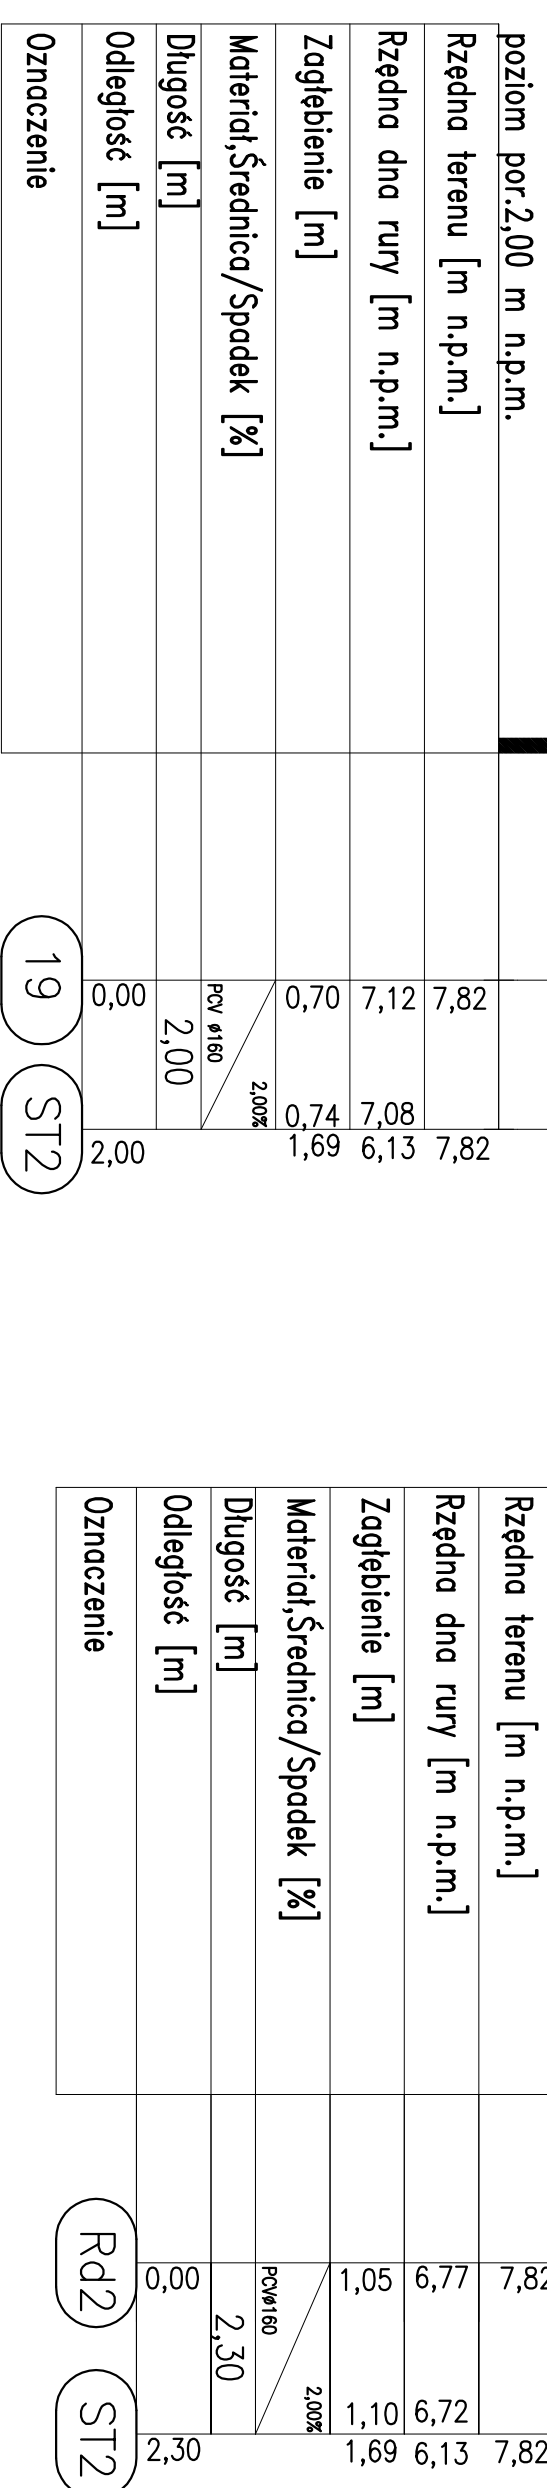 poziom por.2,00 m n.p.m.
Rzędna terenu [m n.p.m.] 7,82 7,82
Rzędna dna rury [m n.p.m.] 7,12 7,08 6,13
Zagłębienie [m] 0,70 0,74 1,69
Materiał,Średnica/Spadek [%] PCV ø160 2,00%
Długość [m] 2,00
Odległość [m] 0,00 2,00
Oznaczenie 19 ST2
Rzędna terenu [m n.p.m.] 7,82 7,82
Rzędna dna rury [m n.p.m.] 6,77 6,72 6,13
Zagłębienie [m] 1,05 1,10 1,69
Materiał,Średnica/Spadek [%] PCVø160 2,00%
Długość [m] 2,30
Odległość [m] 0,00 2,30
Oznaczenie Rd2 ST2